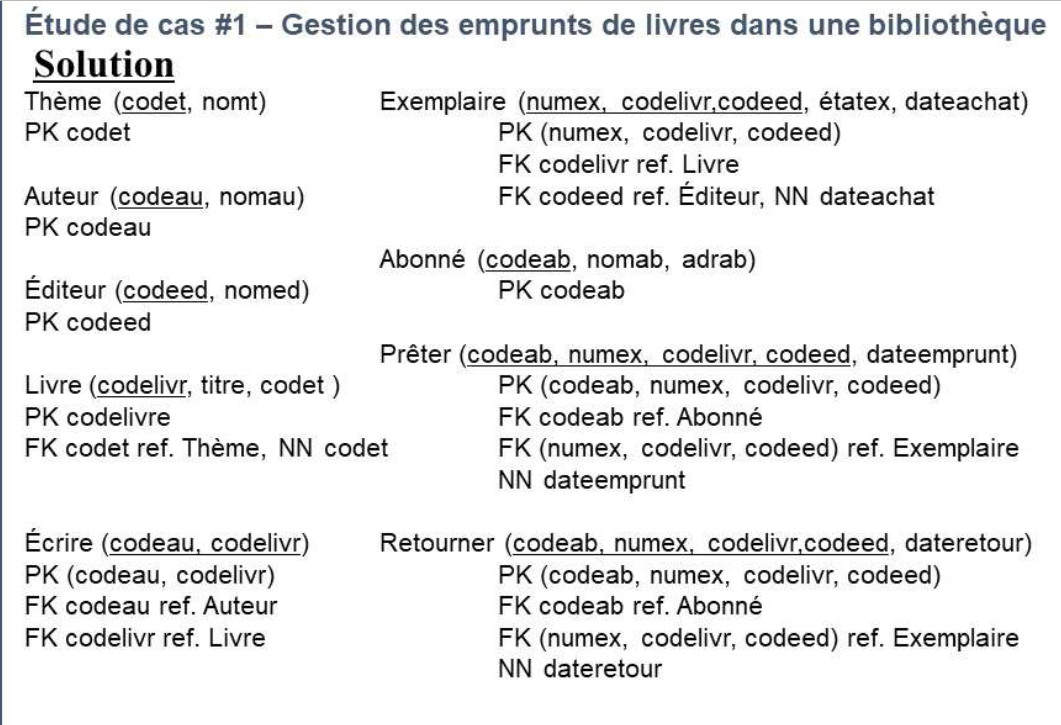 Étude de cas #1 – Gestion des emprunts de livres dans une bibliothèque
Solution
Thème (codet, nomt)
PK codet
Auteur (codeau, nomau)
PK codeau
Éditeur (codeed, nomed)
PK codeed
Livre (codelivr, titre, codet )
PK codelivre
FK codet ref. Thème, NN codet
Écrire (codeau, codelivr)
PK (codeau, codelivr)
FK codeau ref. Auteur
FK codelivr ref. Livre
Exemplaire (numex, codelivr,codeed, étatex, dateachat)
PK (numex, codelivr, codeed)
FK codelivr ref. Livre
FK codeed ref. Éditeur, NN dateachat
Abonné (codeab, nomab, adrab)
PK codeab
Prêter (codeab, numex, codelivr, codeed, dateemprunt)
PK (codeab, numex, codelivr, codeed)
FK codeab ref. Abonné
FK (numex, codelivr, codeed) ref. Exemplaire
NN dateemprunt
Retourner (codeab, numex, codelivr,codeed, dateretour)
PK (codeab, numex, codelivr, codeed)
FK codeab ref. Abonné
FK (numex, codelivr, codeed) ref. Exemplaire
NN dateretour